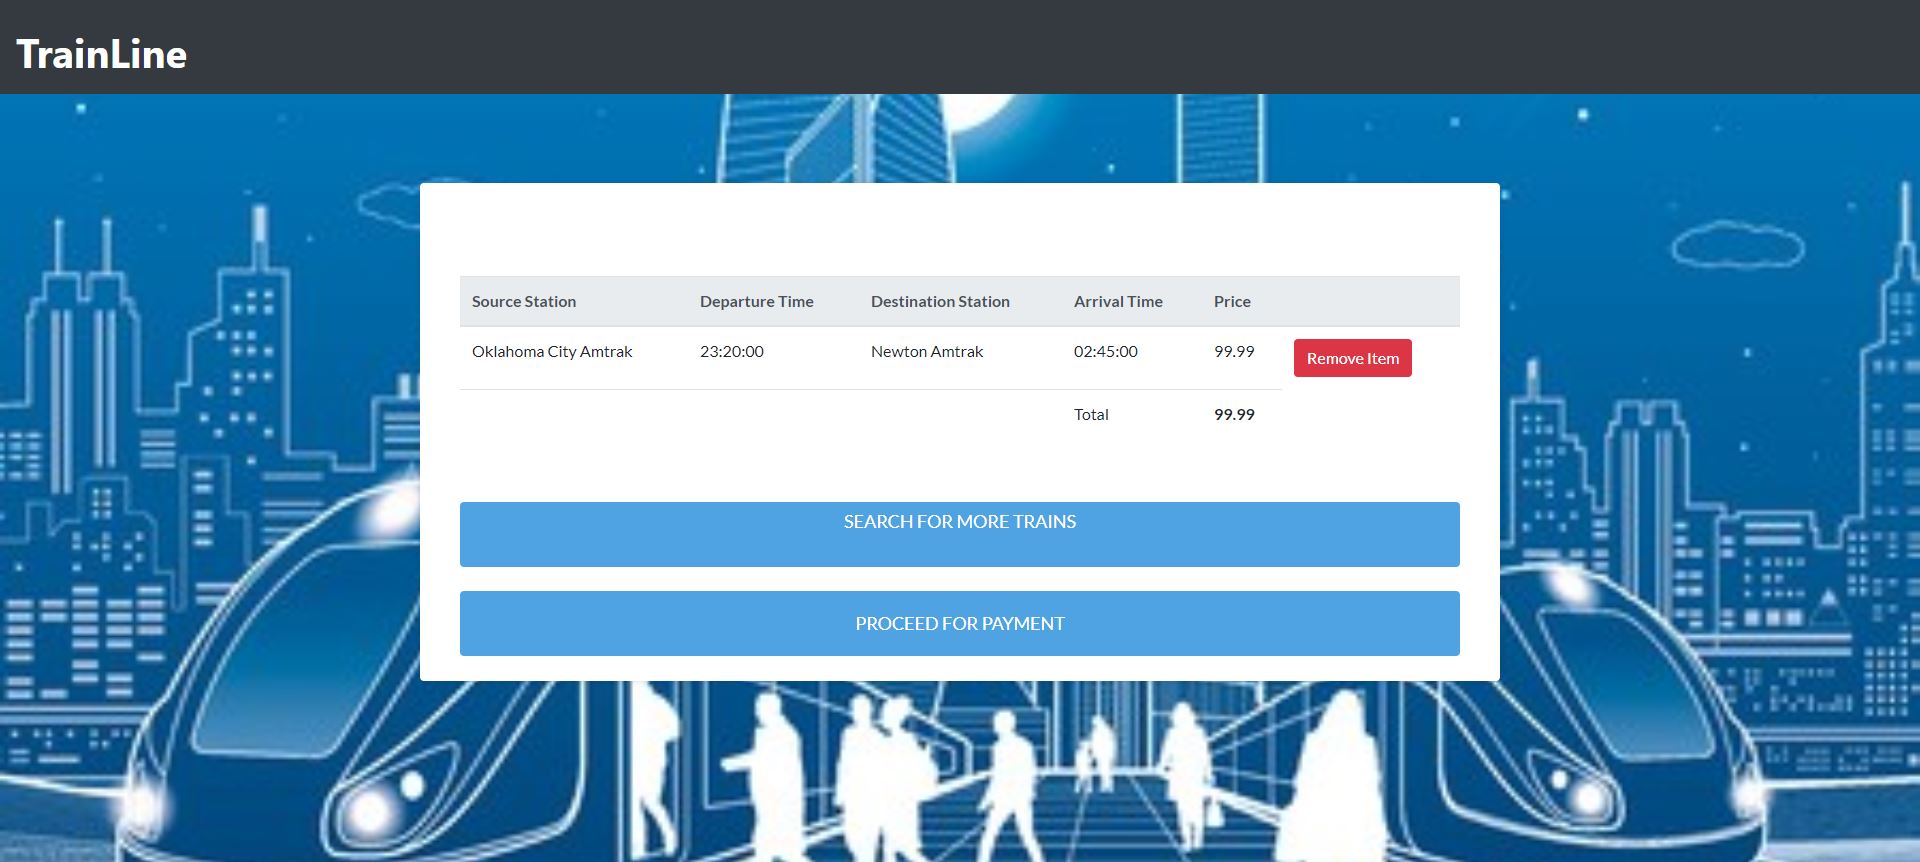 TrainLine
Source Station Departure Time Destination Station Arrival Time Price
Oklahoma City Amtrak 23:20:00 Newton Amtrak 02:45:00 99.99 Remove Item
Total 99.99
SEARCH FOR MORE TRAINS
PROCEED FOR PAYMENT